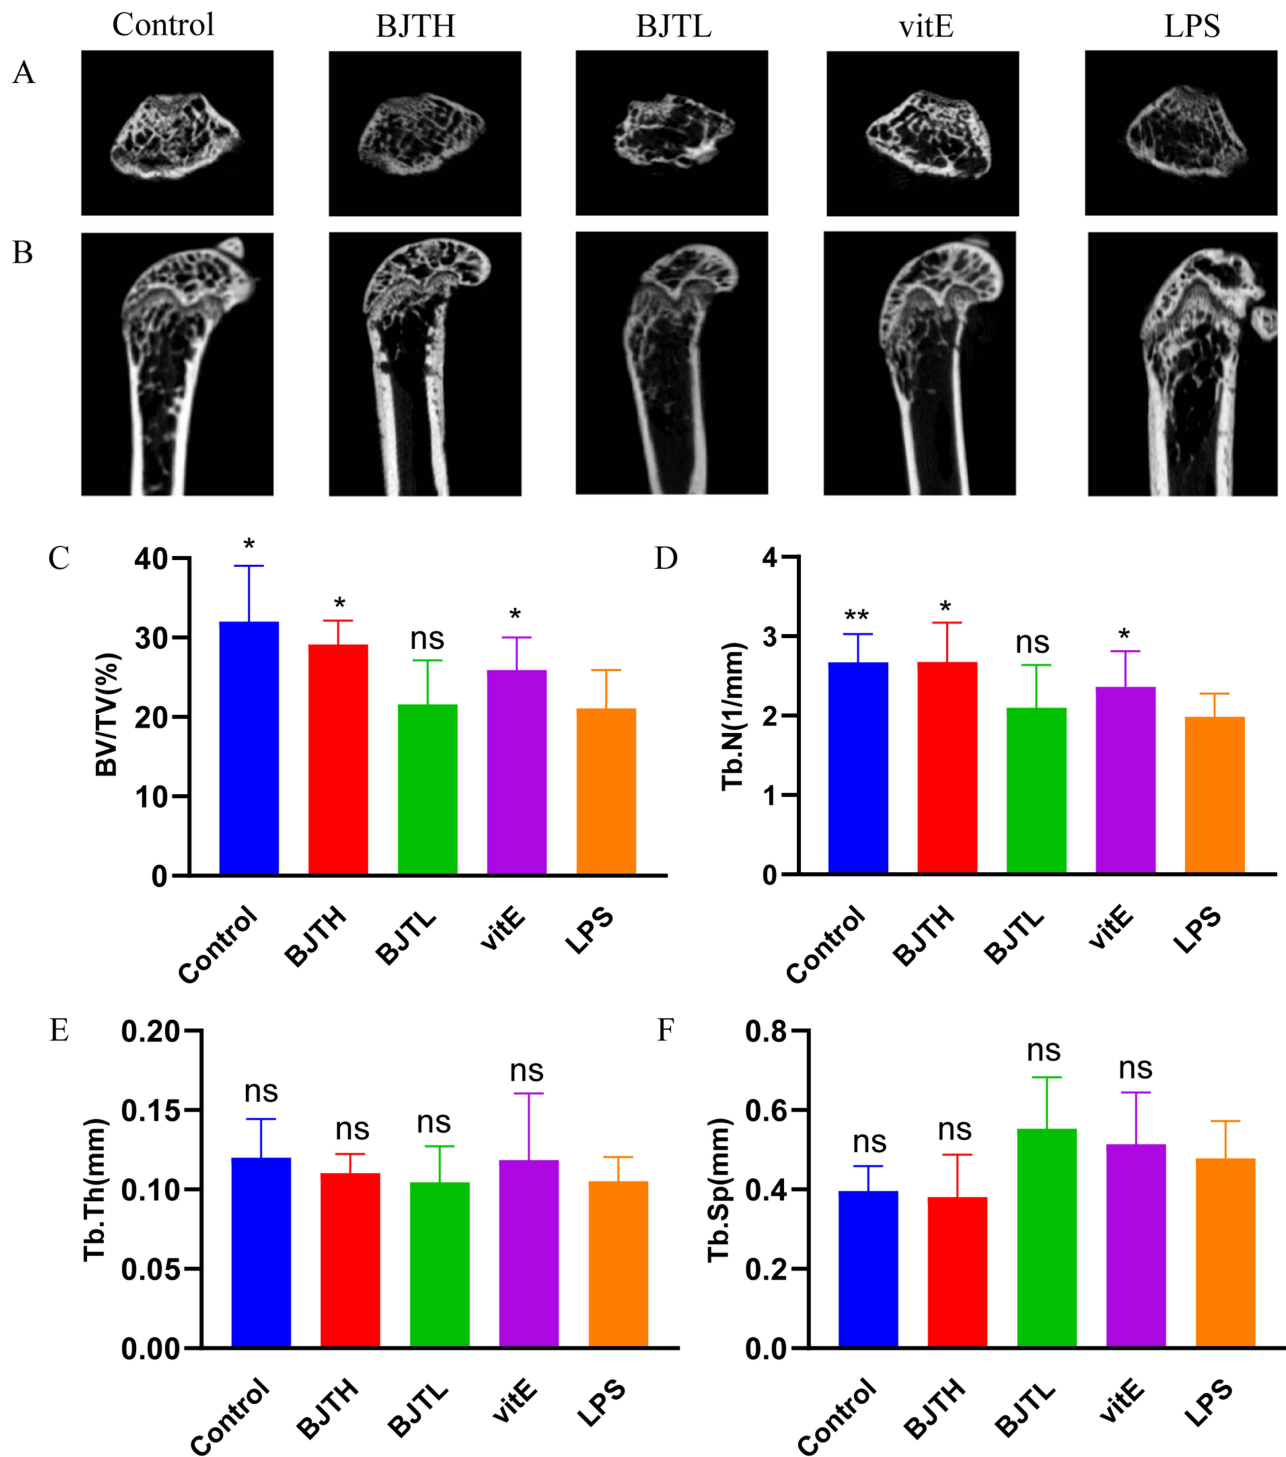 Control BJTH BJTL vitE LPS
A
B
C
BV/TV(%)
40
30
20
10
0
* * ns *
Control BJTH BJTL vitE LPS
D
Tb.N(1/mm)
4
3
2
1
0
** * ns *
Control BJTH BJTL vitE LPS
E
Tb.Th(mm)
0.20
0.15
0.10
0.05
0.00
ns ns ns ns
Control BJTH BJTL vitE LPS
F
Tb.Sp(mm)
0.8
0.6
0.4
0.2
0.0
ns ns ns ns
Control BJTH BJTL vitE LPS